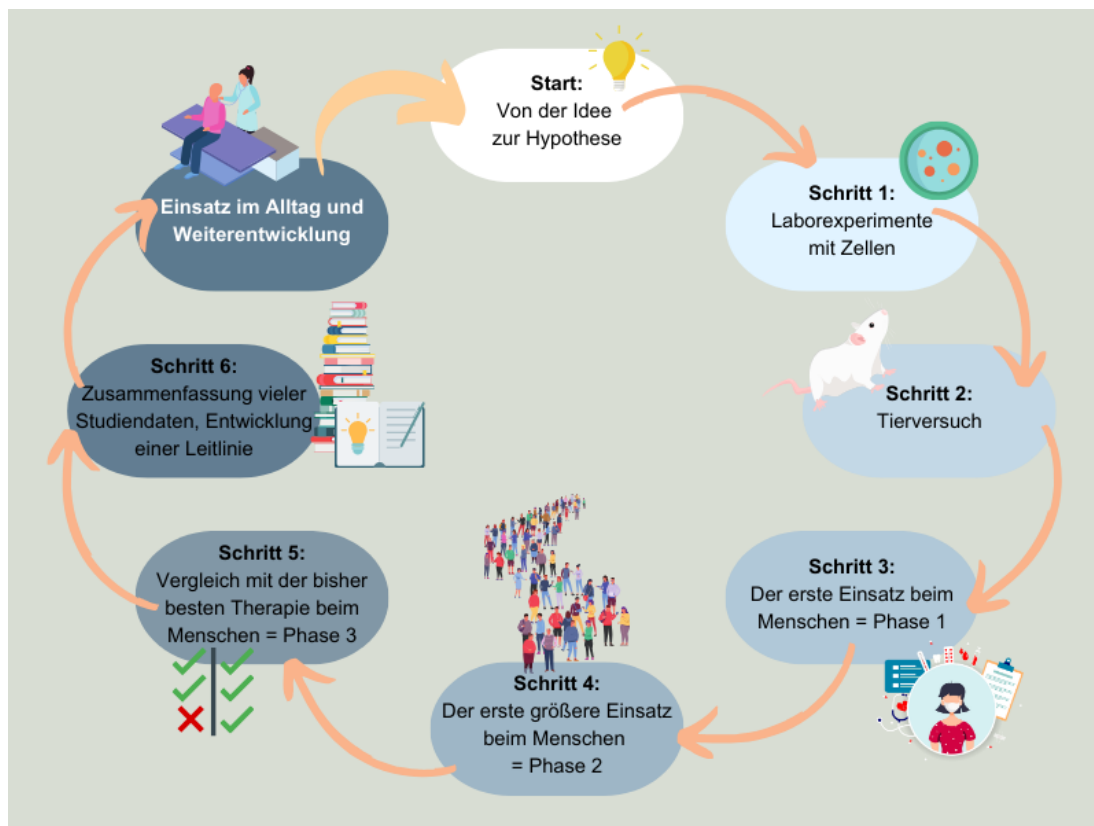 Start:
Von der Idee
zur Hypothese
Schritt 1:
Laborexperimente
mit Zellen
Schritt 2:
Tierversuch
Schritt 3:
Der erste Einsatz beim
Menschen = Phase 1
Schritt 4:
Der erste größere Einsatz
beim Menschen
= Phase 2
Schritt 5:
Vergleich mit der bisher
besten Therapie beim
Menschen = Phase 3
Schritt 6:
Zusammenfassung vieler
Studiendaten, Entwicklung
einer Leitlinie
Einsatz im Alltag und
Weiterentwicklung